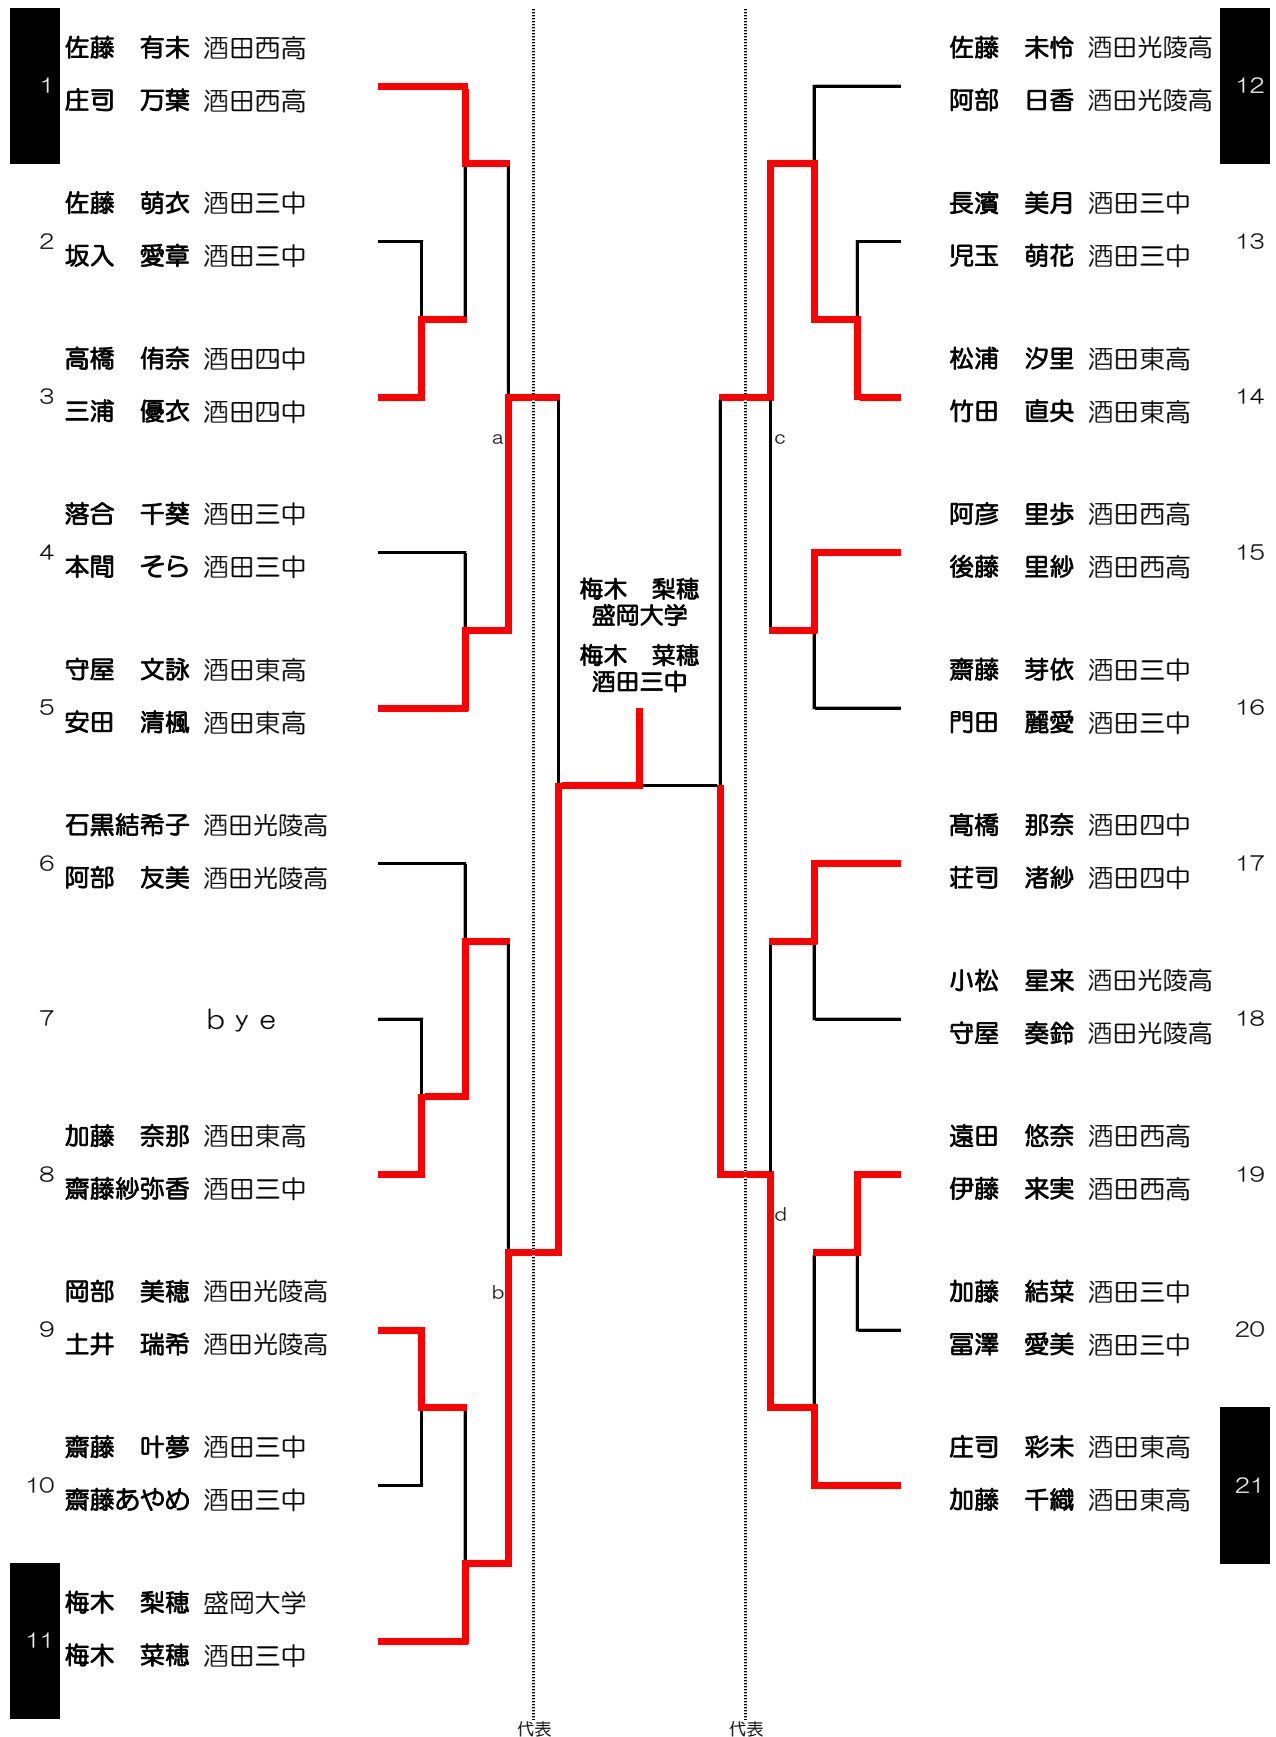 1
佐藤　有未 酒田西高
庄司　万葉 酒田西高
2
佐藤　萌衣 酒田三中
坂入　愛章 酒田三中
3
高橋　侑奈 酒田四中
三浦　優衣 酒田四中
4
落合　千葵 酒田三中
本間　そら 酒田三中
5
守屋　文詠 酒田東高
安田　清楓 酒田東高
6
石黒結希子 酒田光陵高
阿部　友美 酒田光陵高
7
ｂｙｅ
8
加藤　奈那 酒田東高
齋藤紗弥香 酒田三中
9
岡部　美穂 酒田光陵高
土井　瑞希 酒田光陵高
10
齋藤　叶夢 酒田三中
齋藤あやめ 酒田三中
11
梅木　梨穂 盛岡大学
梅木　菜穂 酒田三中
a
b
代表
梅木　梨穂
盛岡大学
梅木　菜穂
酒田三中
c
d
代表
佐藤　未怜 酒田光陵高
阿部　日香 酒田光陵高
12
長濱　美月 酒田三中
児玉　萌花 酒田三中
13
松浦　汐里 酒田東高
竹田　直央 酒田東高
14
阿彦　里歩 酒田西高
後藤　里紗 酒田西高
15
齋藤　芽依 酒田三中
門田　麗愛 酒田三中
16
髙橋　那奈 酒田四中
荘司　渚紗 酒田四中
17
小松　星来 酒田光陵高
守屋　奏鈴 酒田光陵高
18
遠田　悠奈 酒田西高
伊藤　来実 酒田西高
19
加藤　結菜 酒田三中
冨澤　愛美 酒田三中
20
庄司　彩未 酒田東高
加藤　千織 酒田東高
21